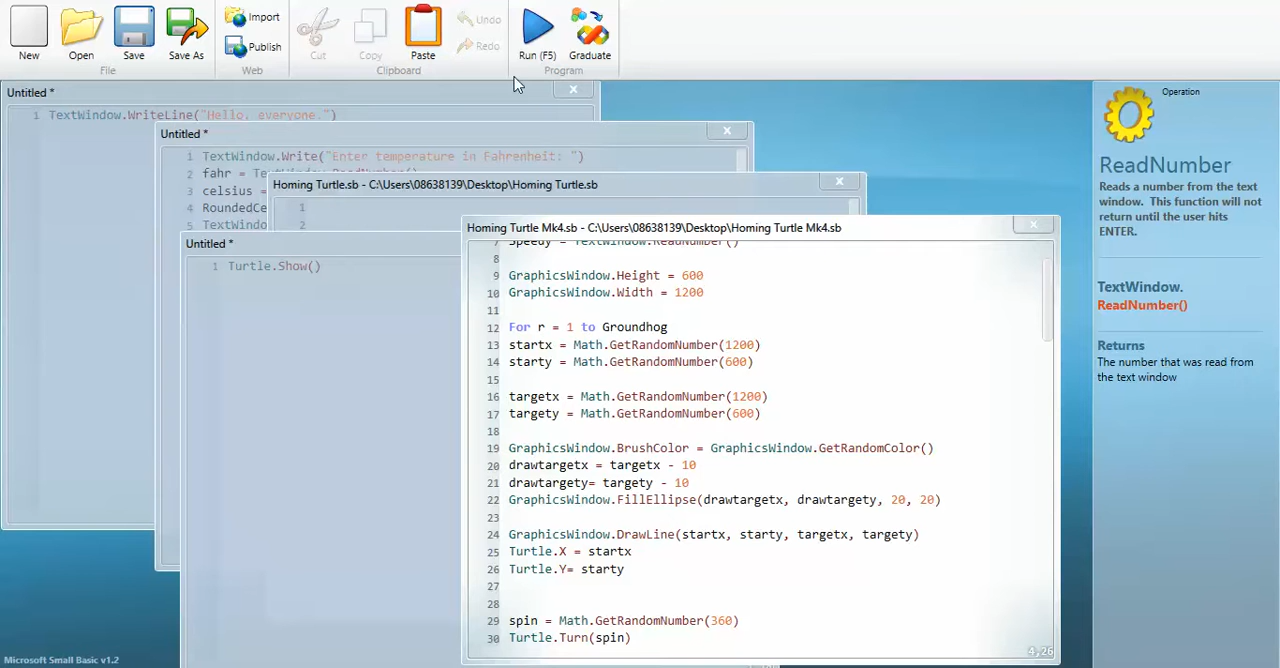 New Open Save Save As Import Publish Cut Copy Paste Undo Redo Run (F5) Graduate
File Web Clipboard Program
Untitled *
1 TextWindow.WriteLine("Hello, everyone.")
Untitled *
1 TextWindow.Write("Enter temperature in Fahrenheit: ")
2 fahr = TextWindow.ReadNumber()
3 celsius =
4 RoundedCe
5 TextWindo
Homing Turtle.sb - C:\Users\08638139\Desktop\Homing Turtle.sb
1
2
Untitled *
1 Turtle.Show()
Homing Turtle Mk4.sb - C:\Users\08638139\Desktop\Homing Turtle Mk4.sb
7 Speedy = TextWindow.ReadNumber()
8
9 GraphicsWindow.Height = 600
10 GraphicsWindow.Width = 1200
11
12 For r = 1 to Groundhog
13 startx = Math.GetRandomNumber(1200)
14 starty = Math.GetRandomNumber(600)
15
16 targetx = Math.GetRandomNumber(1200)
17 targety = Math.GetRandomNumber(600)
18
19 GraphicsWindow.BrushColor = GraphicsWindow.GetRandomColor()
20 drawtargetx = targetx - 10
21 drawtargety= targety - 10
22 GraphicsWindow.FillEllipse(drawtargetx, drawtargety, 20, 20)
23
24 GraphicsWindow.DrawLine(startx, starty, targetx, targety)
25 Turtle.X = startx
26 Turtle.Y= starty
27
28
29 spin = Math.GetRandomNumber(360)
30 Turtle.Turn(spin)
4,26
Operation
ReadNumber
Reads a number from the text
window. This function will not
return until the user hits
ENTER.
TextWindow.
ReadNumber()
Returns
The number that was read from
the text window
Microsoft Small Basic v1.2